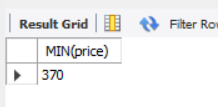 Result Grid Filter Rov
MIN(price)
370